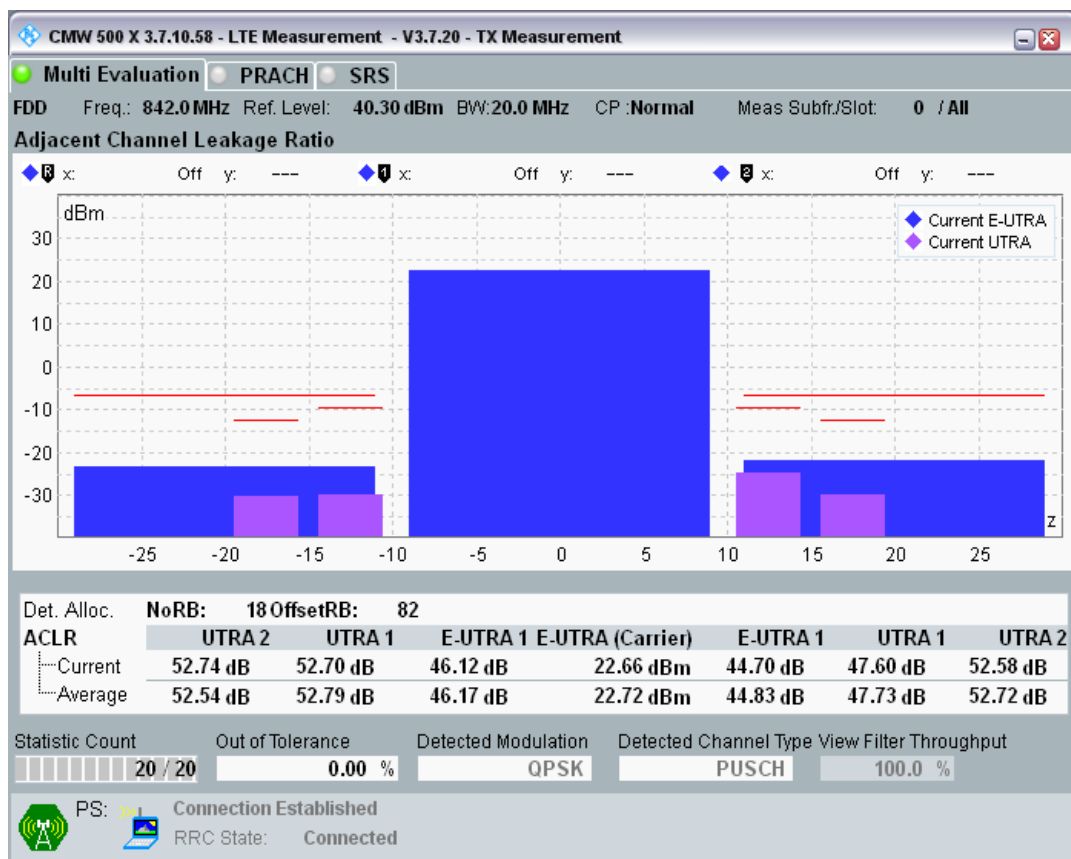 CMW 500 X 3.7.10.58 - LTE Measurement - V3.7.20 - TX Measurement
Multi Evaluation PRACH SRS
FDD Freq.: 842.0 MHz Ref. Level: 40.30 dBm BW:20.0 MHz CP :Normal Meas Subfr./Slot: 0 / All
Adjacent Channel Leakage Ratio
R x: Off y: --- 1 x: Off y: --- 2 x: Off y: ---
dBm
Current E-UTRA
Current UTRA
30
20
10
0
-10
-20
-30
z
-25 -20 -15 -10 -5 0 5 10 15 20 25
Det. Alloc. NoRB: 18 OffsetRB: 82
ACLR UTRA 2 UTRA 1 E-UTRA 1 E-UTRA (Carrier) E-UTRA 1 UTRA 1 UTRA 2
Current 52.74 dB 52.70 dB 46.12 dB 22.66 dBm 44.70 dB 47.60 dB 52.58 dB
Average 52.54 dB 52.79 dB 46.17 dB 22.72 dBm 44.83 dB 47.73 dB 52.72 dB
Statistic Count Out of Tolerance Detected Modulation Detected Channel Type View Filter Throughput
20 / 20 0.00 % QPSK PUSCH 100.0 %
PS: Connection Established
RRC State: Connected